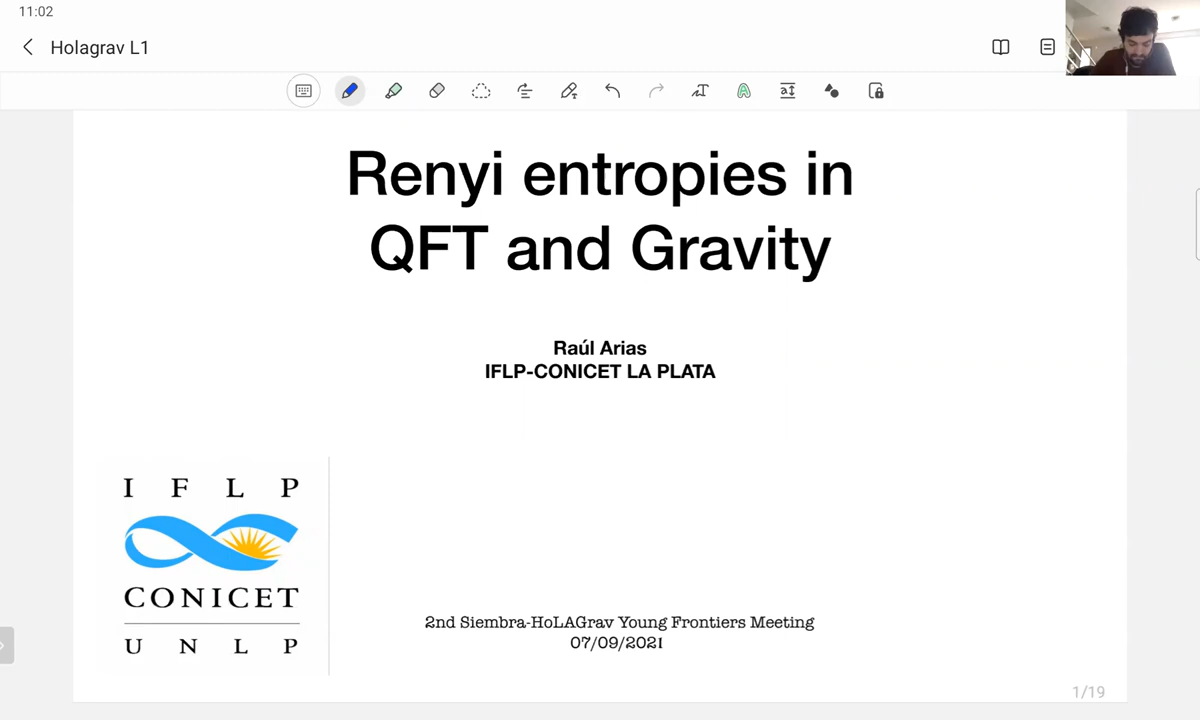 11:02
Holagrav L1
Renyi entropies in
QFT and Gravity
Raúl Arias
IFLP-CONICET LA PLATA
I F L P
CONICET
U N L P
2nd Siembra-HoLAGrav Young Frontiers Meeting
07/09/2021
1/19